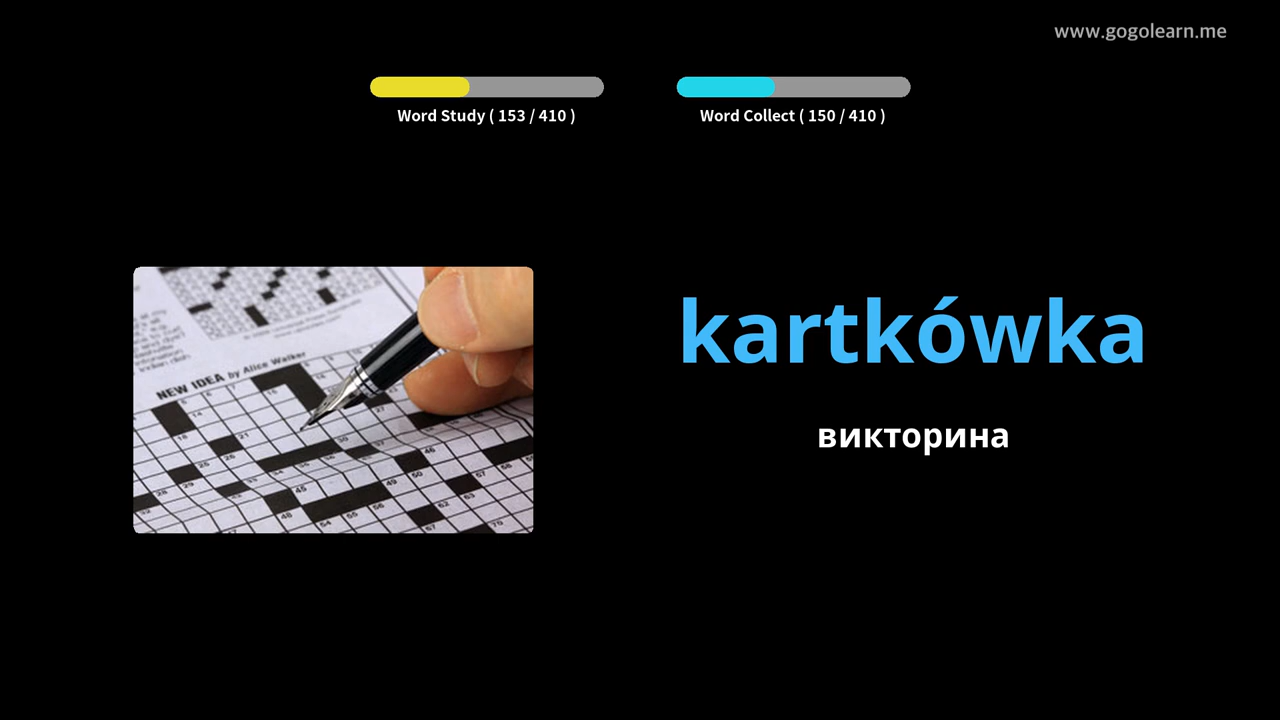 www.gogolearn.me
Word Study ( 153 / 410 )
Word Collect ( 150 / 410 )
NEW IDEA by Alice Walker
kartkówka
викторина